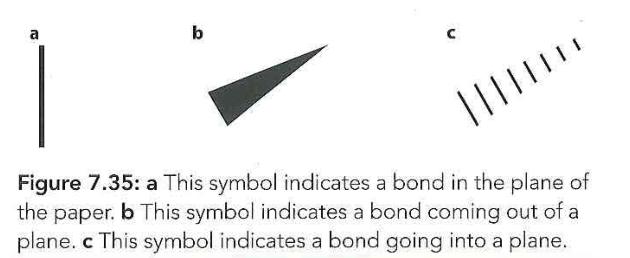 a
b
c
Figure 7.35: a This symbol indicates a bond in the plane of
the paper. b This symbol indicates a bond coming out of a
plane. c This symbol indicates a bond going into a plane.